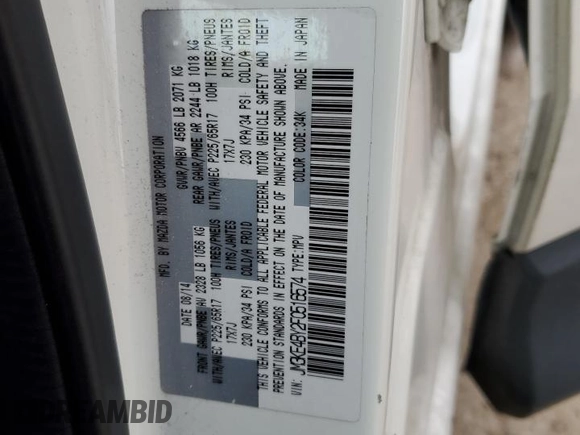 MFD. BY MAZDA MOTOR CORPORATION
DATE 08/14 GVWR/PNBV 4566 LB 2071 KG
FRONT GAWR/PNBE AV 2328 LB 1056 KG REAR GAWR/PNBE AR 2244 LB 1018 KG
WITH/AVEC P225/65R17 100H TIRES/PNEUS WITH/AVEC P225/65R17 100H TIRES/PNEUS
17X7J RIMS/JANTES 17X7J RIMS/JANTES
230 KPA/34 PSI COLD/A FROID 230 KPA/34 PSI COLD/A FROID
THIS VEHICLE CONFORMS TO ALL APPLICABLE FEDERAL MOTOR VEHICLE SAFETY AND THEFT
PREVENTION STANDARDS IN EFFECT ON THE DATE OF MANUFACTURE SHOWN ABOVE.
VIN: JM3KE4BY2F0516574 TYPE:MPV COLOR CODE:34K MADE IN JAPAN
DREAMBID